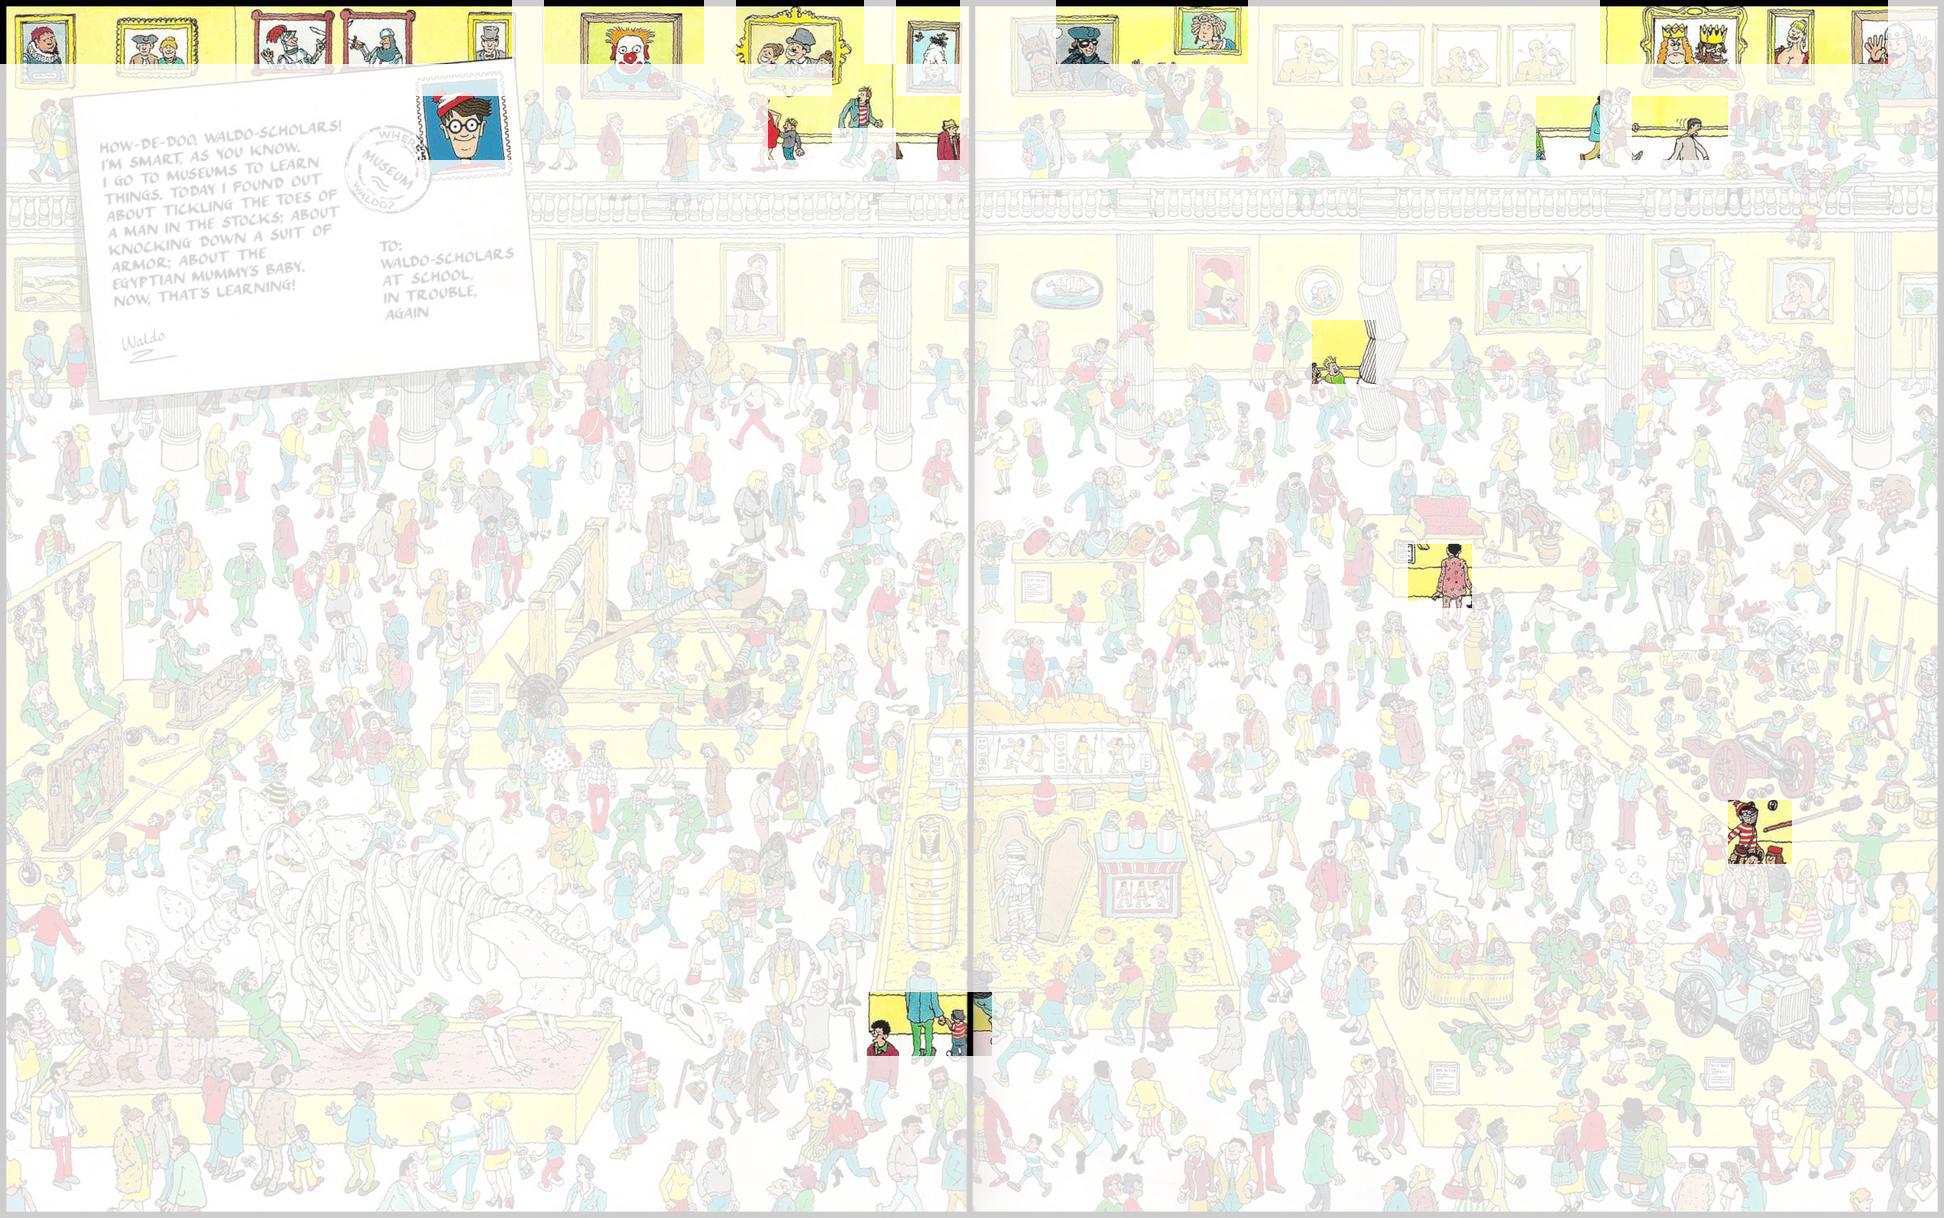 HOW-DE-DOO, WALDO-SCHOLARS!
I'M SMART, AS YOU KNOW.
I GO TO MUSEUMS TO LEARN
THINGS. TODAY I FOUND OUT
ABOUT TICKLING THE TOES OF
A MAN IN THE STOCKS; ABOUT
KNOCKING DOWN A SUIT OF
ARMOR; ABOUT THE
EGYPTIAN MUMMY'S BABY.
NOW, THAT'S LEARNING!
Waldo
MUSEUM
WALDO?
TO:
WALDO-SCHOLARS
AT SCHOOL,
IN TROUBLE,
AGAIN